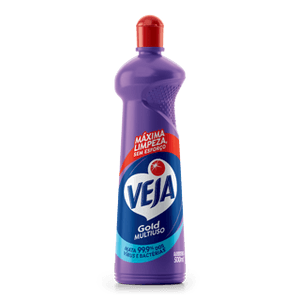 MÁXIMA
LIMPEZA,
SEM ESFORÇO
VEJA
Gold
MULTIUSO
MATA 99,9% DOS
VÍRUS E BACTÉRIAS
500ml